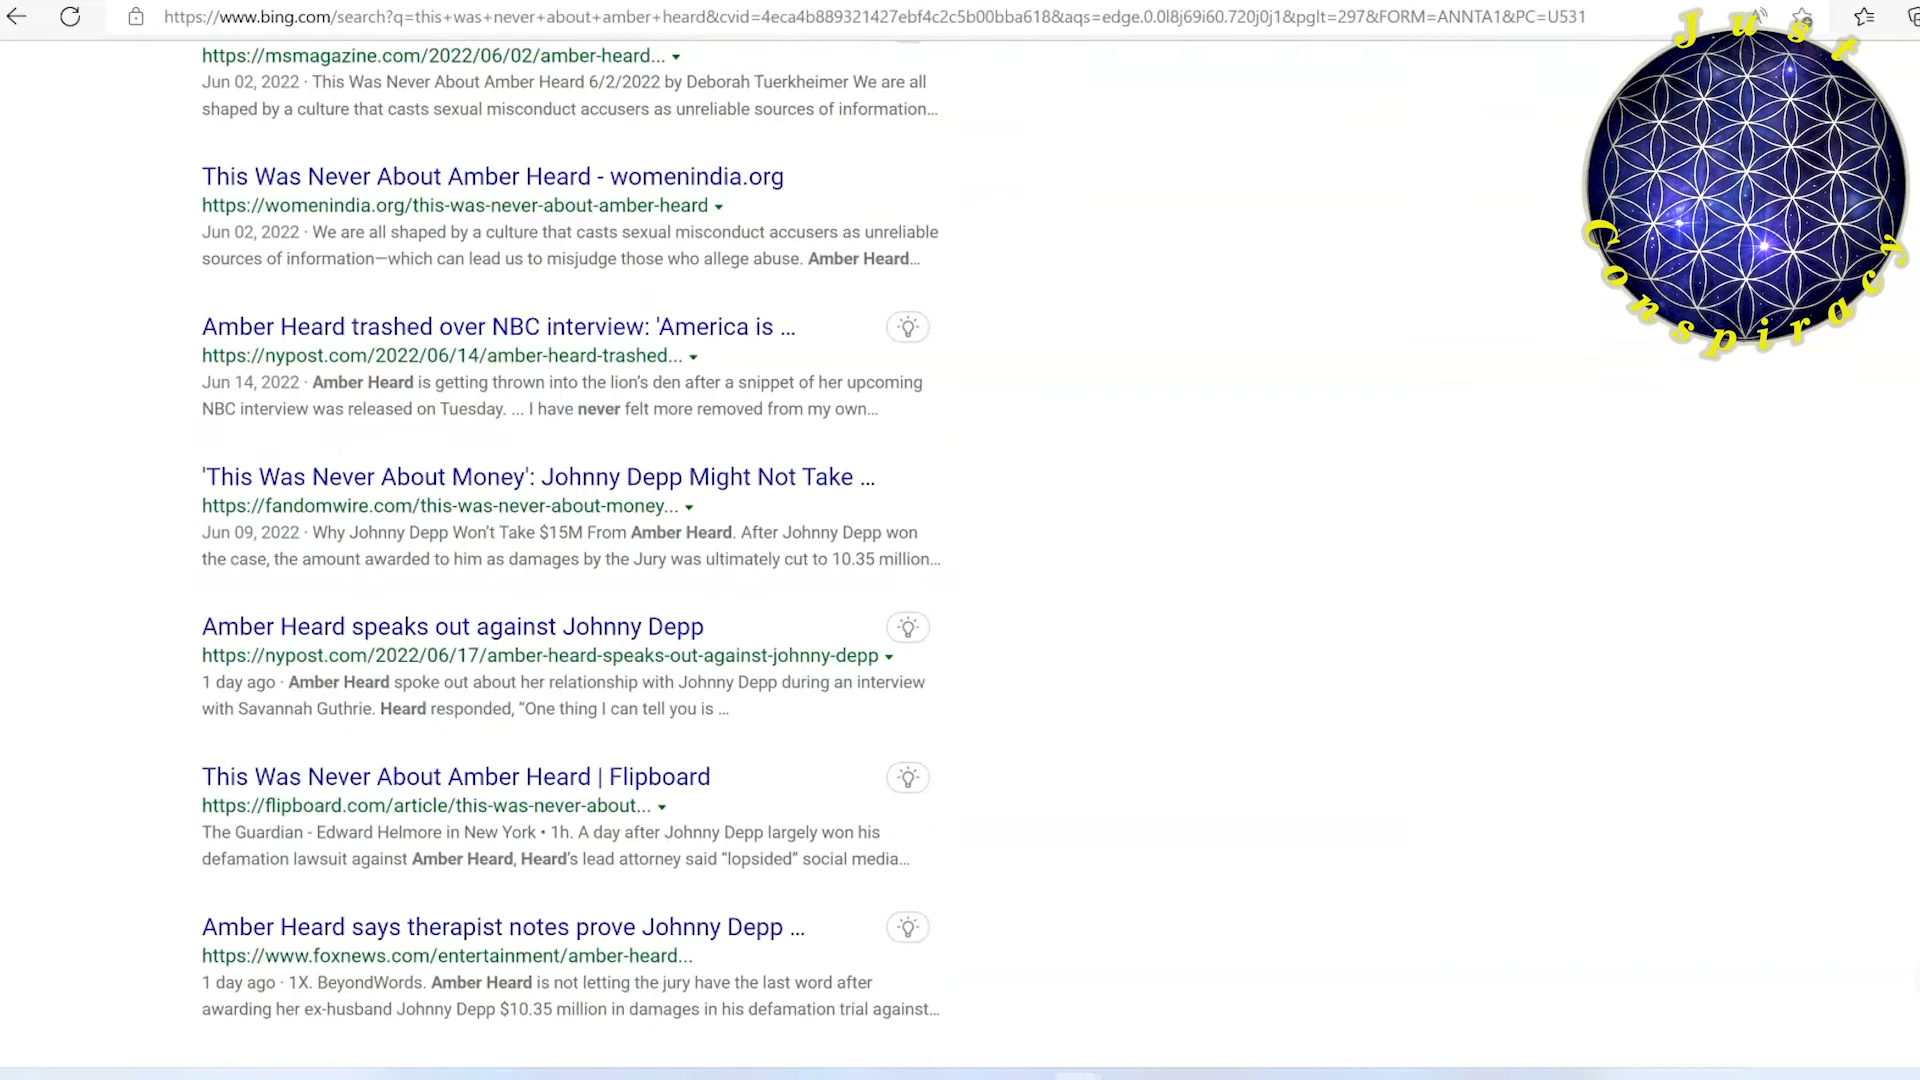 https://www.bing.com/search?q=this+was+never+about+amber+heard&cvid=4eca4b889321427ebf4c2c5b00bba618&aqs=edge.0.0l8j69i60.720j0j1&pglt=297&FORM=ANNTA1&PC=U531
Just
Conspiracy
https://msmagazine.com/2022/06/02/amber-heard...
Jun 02, 2022 · This Was Never About Amber Heard 6/2/2022 by Deborah Tuerkheimer We are all
shaped by a culture that casts sexual misconduct accusers as unreliable sources of information...
This Was Never About Amber Heard - womenindia.org
https://womenindia.org/this-was-never-about-amber-heard
Jun 02, 2022 · We are all shaped by a culture that casts sexual misconduct accusers as unreliable
sources of information—which can lead us to misjudge those who allege abuse. Amber Heard...
Amber Heard trashed over NBC interview: 'America is ...
https://nypost.com/2022/06/14/amber-heard-trashed...
Jun 14, 2022 · Amber Heard is getting thrown into the lion's den after a snippet of her upcoming
NBC interview was released on Tuesday. ... I have never felt more removed from my own...
'This Was Never About Money': Johnny Depp Might Not Take ...
https://fandomwire.com/this-was-never-about-money...
Jun 09, 2022 · Why Johnny Depp Won't Take $15M From Amber Heard. After Johnny Depp won
the case, the amount awarded to him as damages by the Jury was ultimately cut to 10.35 million...
Amber Heard speaks out against Johnny Depp
https://nypost.com/2022/06/17/amber-heard-speaks-out-against-johnny-depp
1 day ago · Amber Heard spoke out about her relationship with Johnny Depp during an interview
with Savannah Guthrie. Heard responded, "One thing I can tell you is ...
This Was Never About Amber Heard | Flipboard
https://flipboard.com/article/this-was-never-about...
The Guardian - Edward Helmore in New York • 1h. A day after Johnny Depp largely won his
defamation lawsuit against Amber Heard, Heard's lead attorney said "lopsided" social media...
Amber Heard says therapist notes prove Johnny Depp ...
https://www.foxnews.com/entertainment/amber-heard...
1 day ago · 1X. BeyondWords. Amber Heard is not letting the jury have the last word after
awarding her ex-husband Johnny Depp $10.35 million in damages in his defamation trial against...